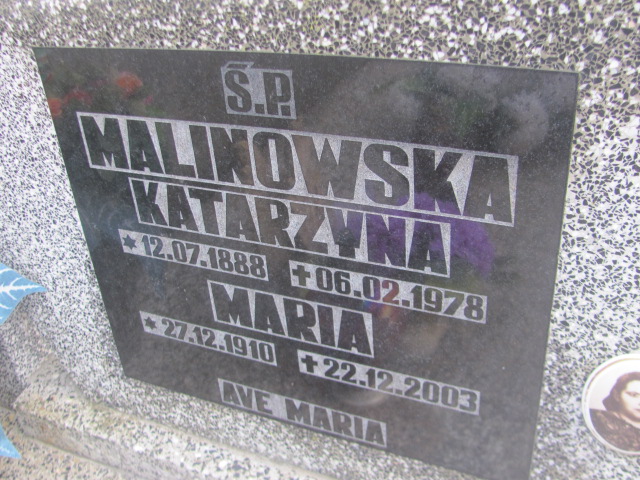 Ś.P.
MALINOWSKA
KATARZYNA
* 12.07.1888 + 06.02.1978
MARIA
* 27.12.1910 + 22.12.2003
AVE MARIA